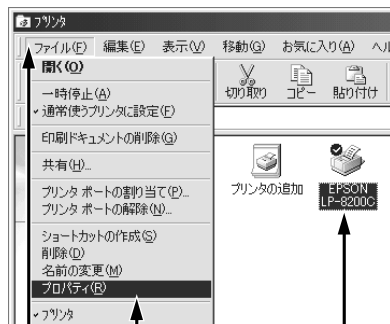 プリンタ
ファイル(F) 編集(E) 表示(V) 移動(G) お気に入り(A) ヘル
開く(O)
切り取り コピー 貼り付け
一時停止(A)
通常使うプリンタに設定(F)
印刷ドキュメントの削除(G)
共有(H)...
プリンタ ポートの割り当て(P)...
プリンタ ポートの解除(N)...
プリンタの追加
EPSON
LP-8200C
ショートカットの作成(S)
削除(D)
名前の変更(M)
プロパティ(R)
プリンタ